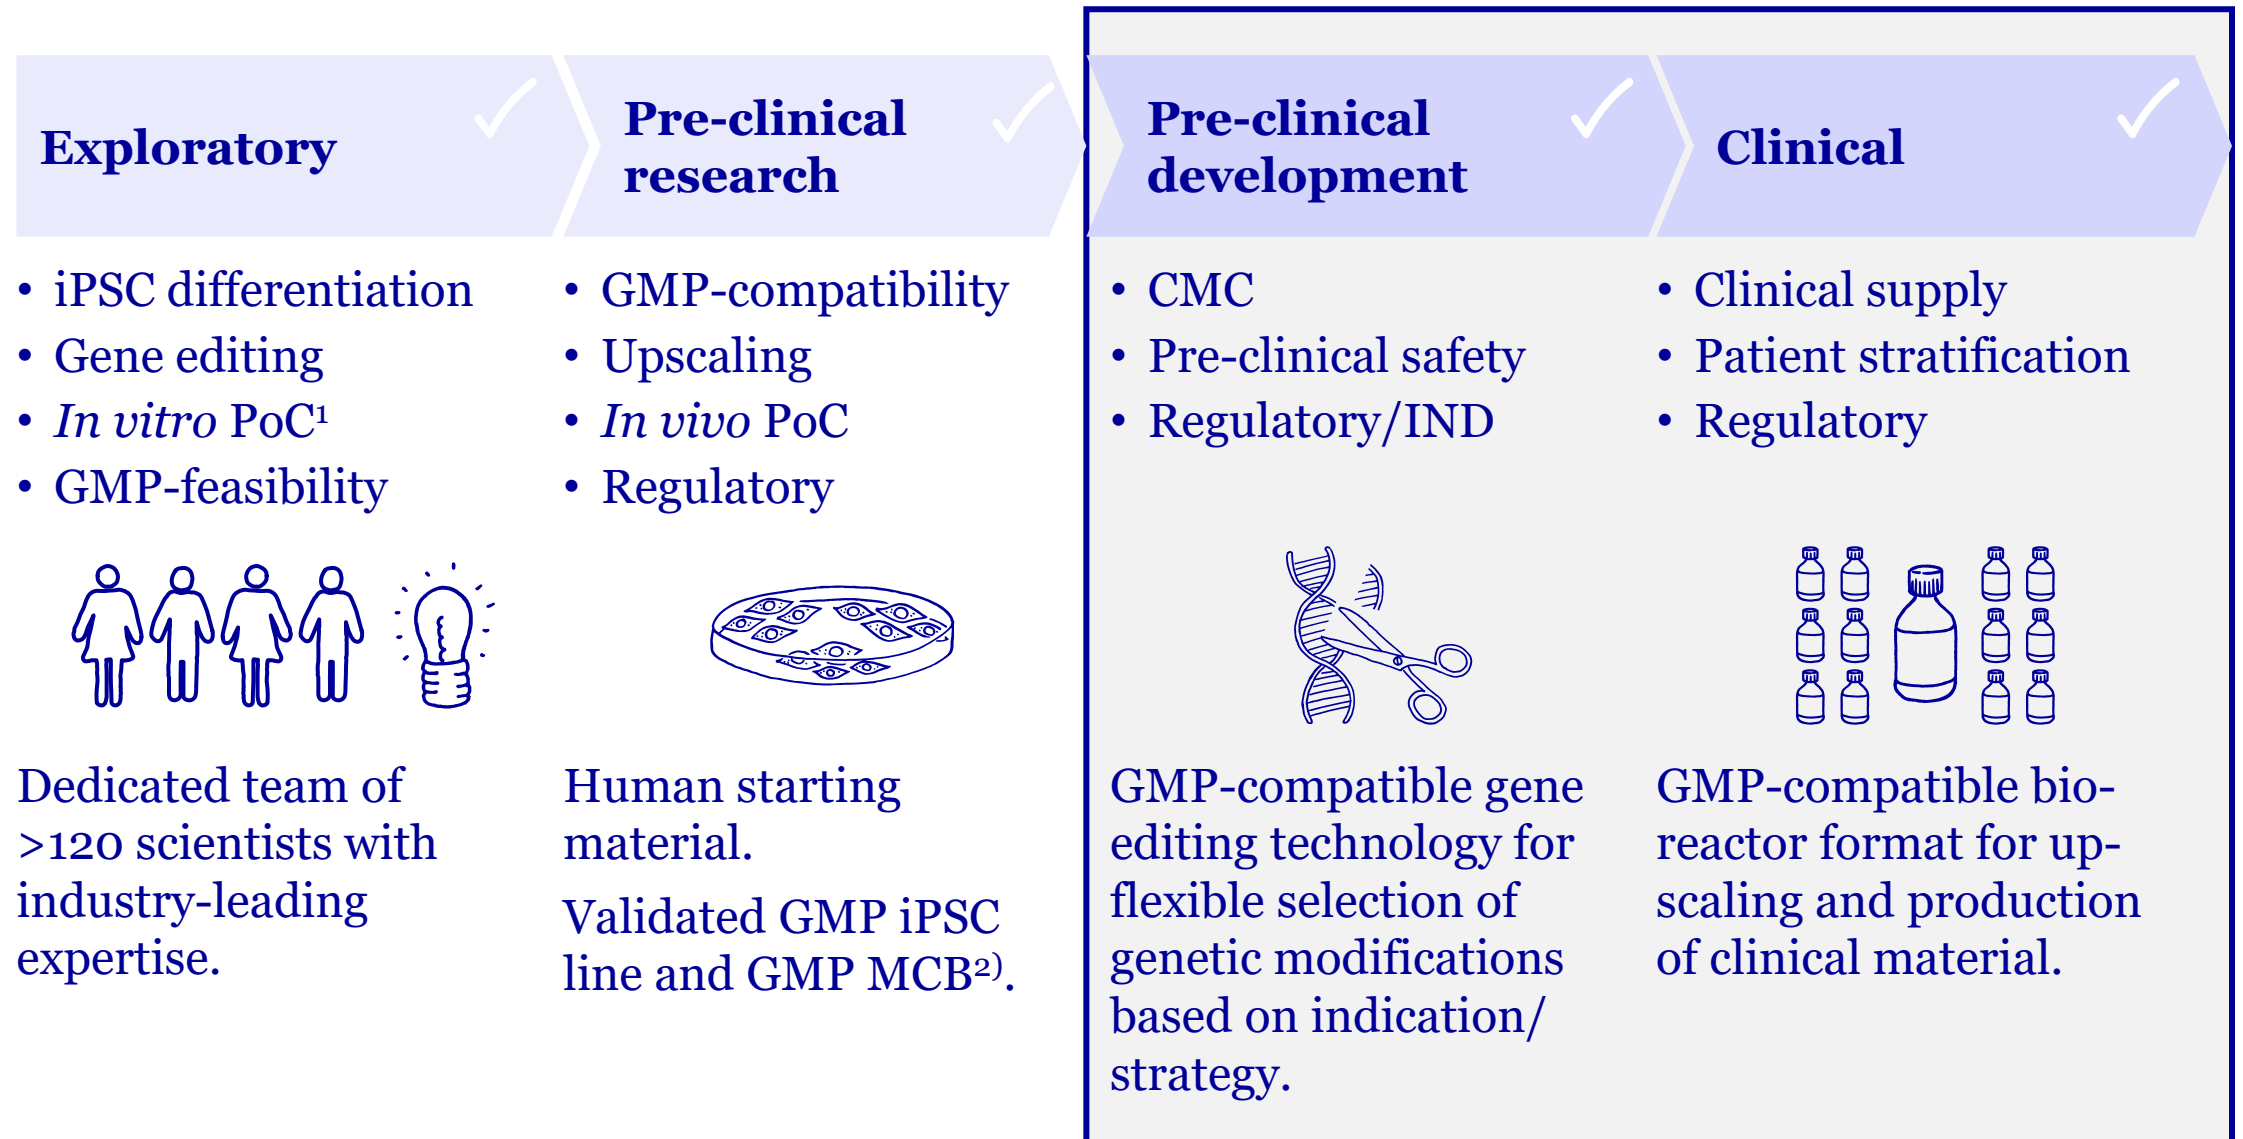 Exploratory
• iPSC differentiation
• Gene editing
• In vitro PoC¹
• GMP-feasibility
Dedicated team of
>120 scientists with
industry-leading
expertise.
Pre-clinical
research
• GMP-compatibility
• Upscaling
• In vivo PoC
• Regulatory
Human starting
material.
Validated GMP iPSC
line and GMP MCB²⁾.
Pre-clinical
development
• CMC
• Pre-clinical safety
• Regulatory/IND
GMP-compatible gene
editing technology for
flexible selection of
genetic modifications
based on indication/
strategy.
Clinical
• Clinical supply
• Patient stratification
• Regulatory
GMP-compatible bio-
reactor format for up-
scaling and production
of clinical material.